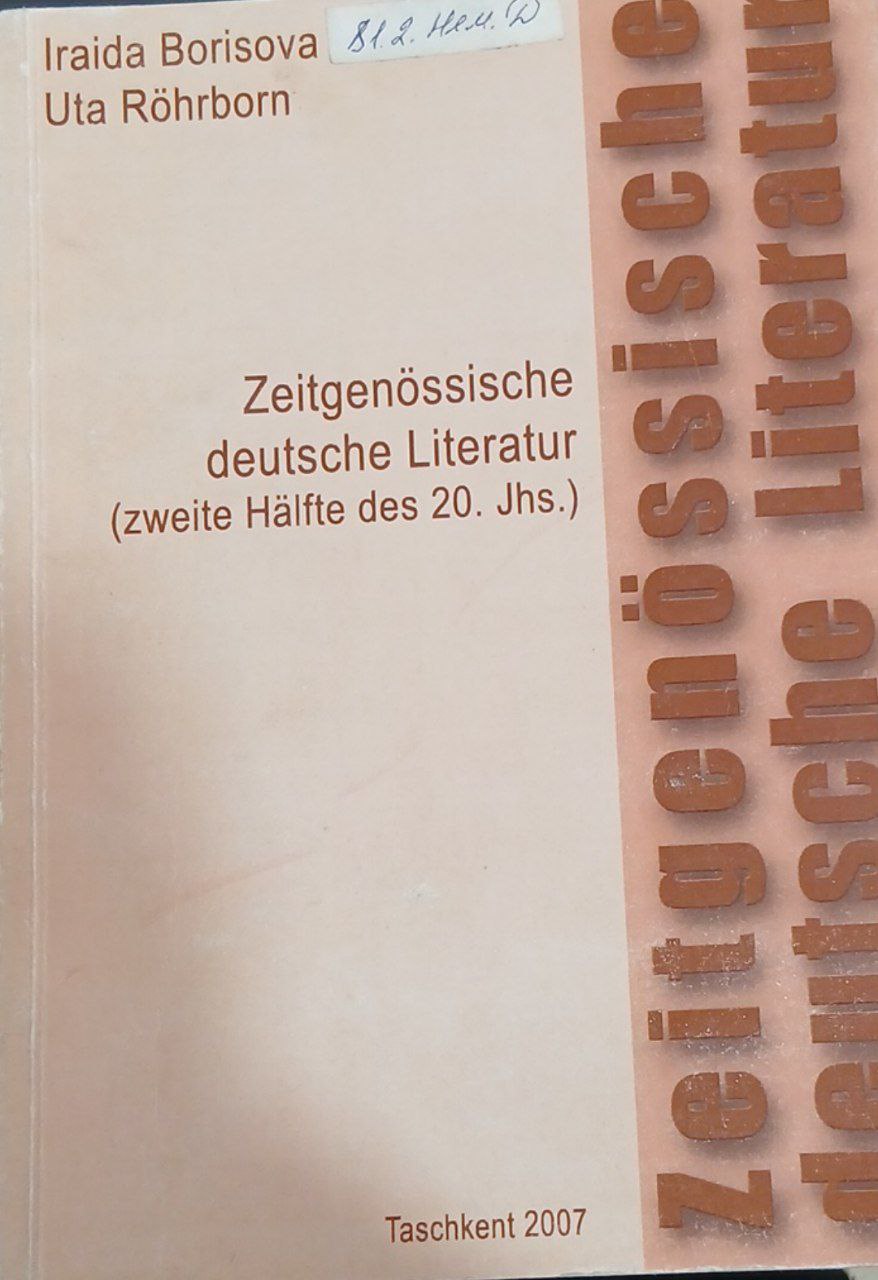 Iraida Borisova
Uta Röhrborn
81.2. Нем.
Zeitgenössische
deutsche Literatur
(zweite Hälfte des 20. Jhs.)
Taschkent 2007
Zeitgenössische
deutsche Literatur